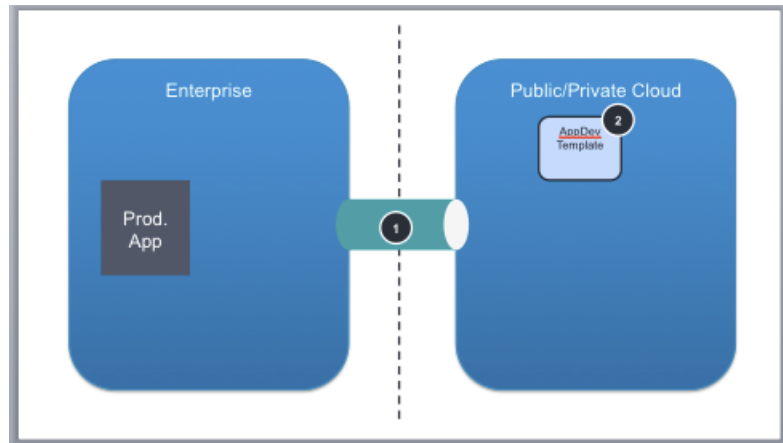 Enterprise
Public/Private Cloud
2
AppDev
Template
Prod.
App
1